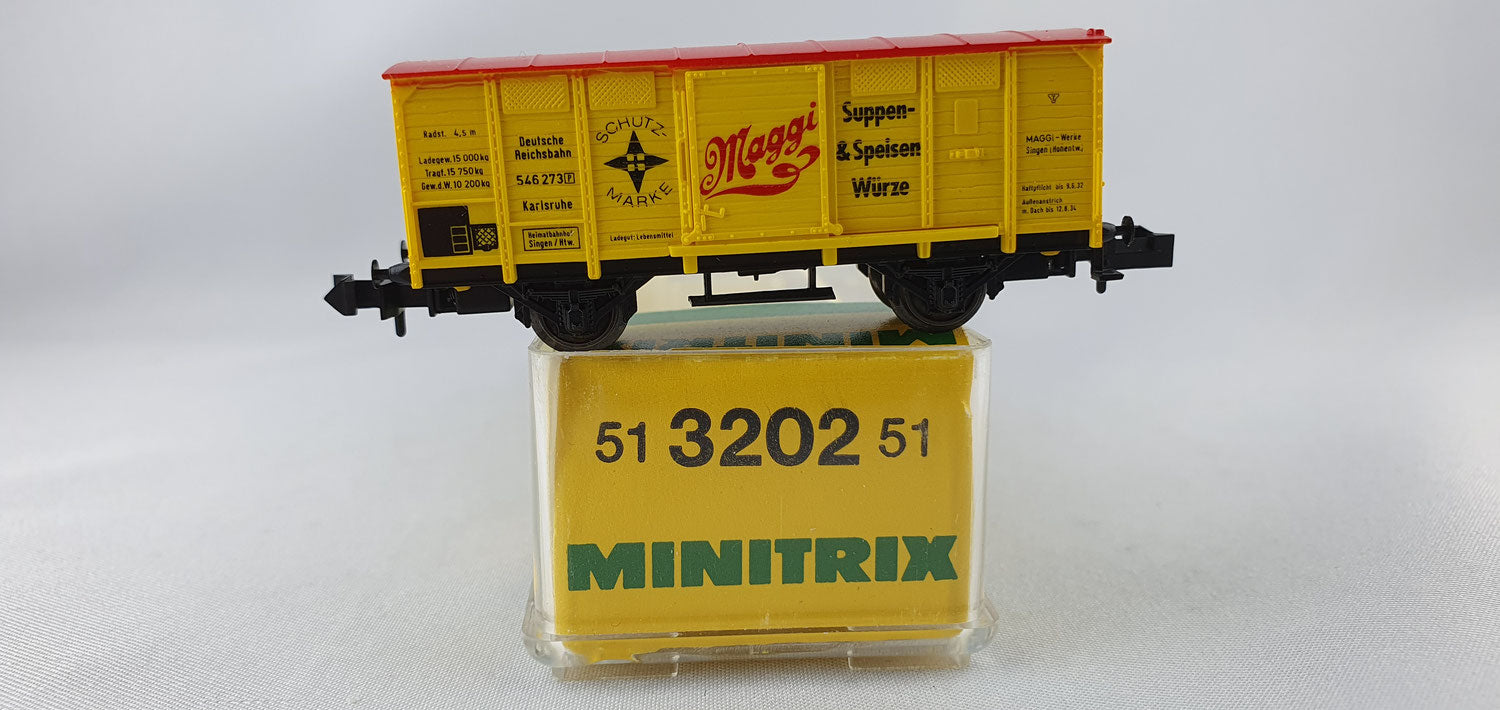 Radst. 4,5 m
Ladegew. 15 000 kg
Tragf. 15 750 kg
Gew.d.W. 10 200 kg
Deutsche
Reichsbahn
546 273 P
Karlsruhe
Heimatbahnhof
Singen/Htw.
SCHUTZ-
MARKE
Ladegut: Lebensmittel
Maggi
Suppen-
& Speisen
Würze
MAGGI-Werke
Singen (Hohentw.)
Haftpflicht bis 9.6.32
Außenanstrich
m. Dach bis 12.8.34
MINITRIX
51 3202 51
MINITRIX